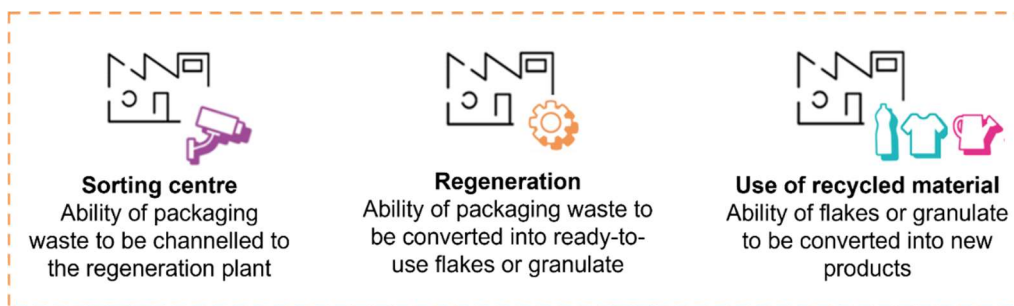 Sorting centre
Ability of packaging
waste to be channelled to
the regeneration plant
Regeneration
Ability of packaging waste to
be converted into ready-to-
use flakes or granulate
Use of recycled material
Ability of flakes or granulate
to be converted into new
products